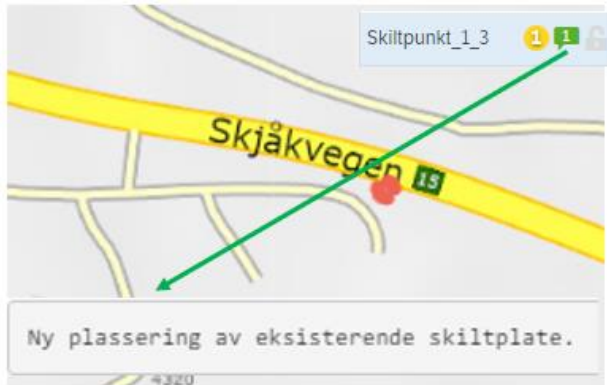 Skiltpunkt_1_3 1 1
Skjåkvegen 15
Ny plassering av eksisterende skiltplate.
4320